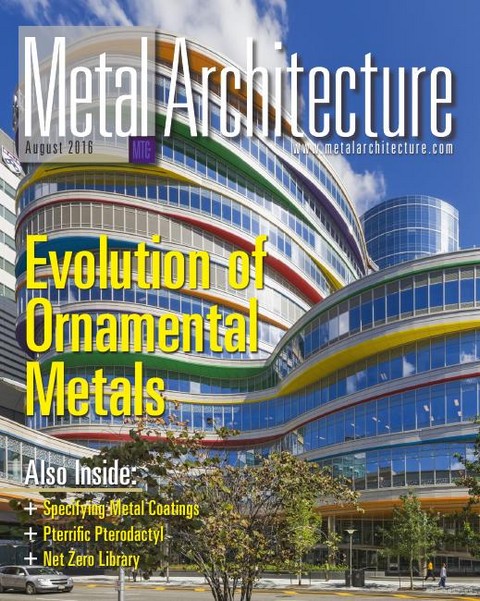 Metal Architecture
August 2016
MTC
www.metalarchitecture.com
Evolution of
Ornamental
Metals
Also Inside:
+ Specifying Metal Coatings
+ Pterrific Pterodactyl
+ Net Zero Library